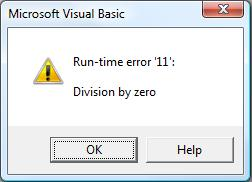 Microsoft Visual Basic
Run-time error '11':
Division by zero
OK
Help